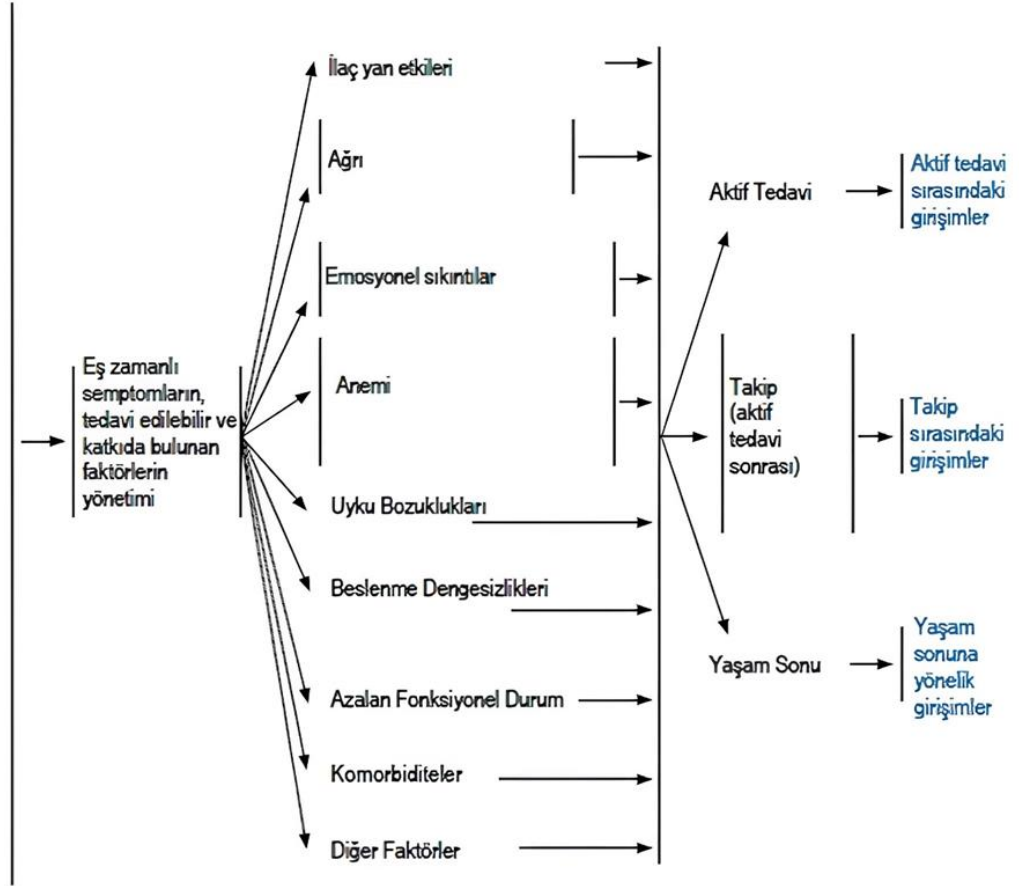 Eş zamanlı
semptomların,
tedavi edilebilir ve
katkıda bulunan
faktörlerin
yönetimi
İlaç yan etkileri
Ağrı
Emosyonel sıkıntılar
Anemi
Uyku Bozuklukları
Beslenme Dengesizlikleri
Azalan Fonksiyonel Durum
Komorbiditeler
Diğer Faktörler
Aktif Tedavi
Takip
(aktif
tedavi
sonrası)
Yaşam Sonu
Aktif tedavi
sırasındaki
girişimler
Takip
sırasındaki
girişimler
Yaşam
sonuna
yönelik
girişimler